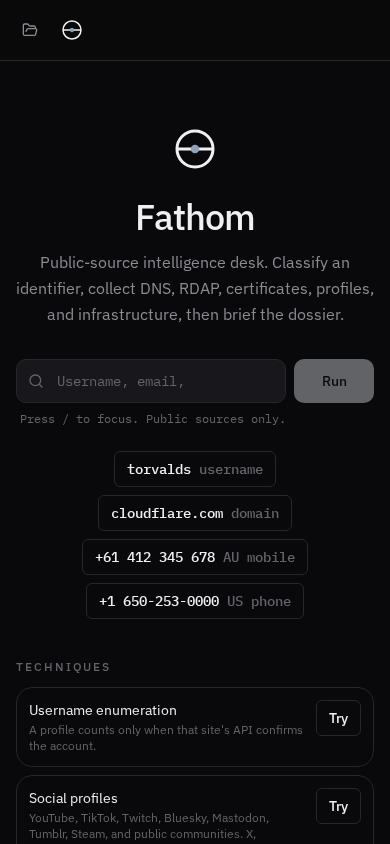 Fathom
Public-source intelligence desk. Classify an
identifier, collect DNS, RDAP, certificates, profiles,
and infrastructure, then brief the dossier.
Username, email,
Run
Press / to focus. Public sources only.
torvalds username
cloudflare.com domain
+61 412 345 678 AU mobile
+1 650-253-0000 US phone
TECHNIQUES
Username enumeration
A profile counts only when that site's API confirms
the account.
Try
Social profiles
YouTube, TikTok, Twitch, Bluesky, Mastodon,
Tumblr, Steam, and public communities. X,
Try